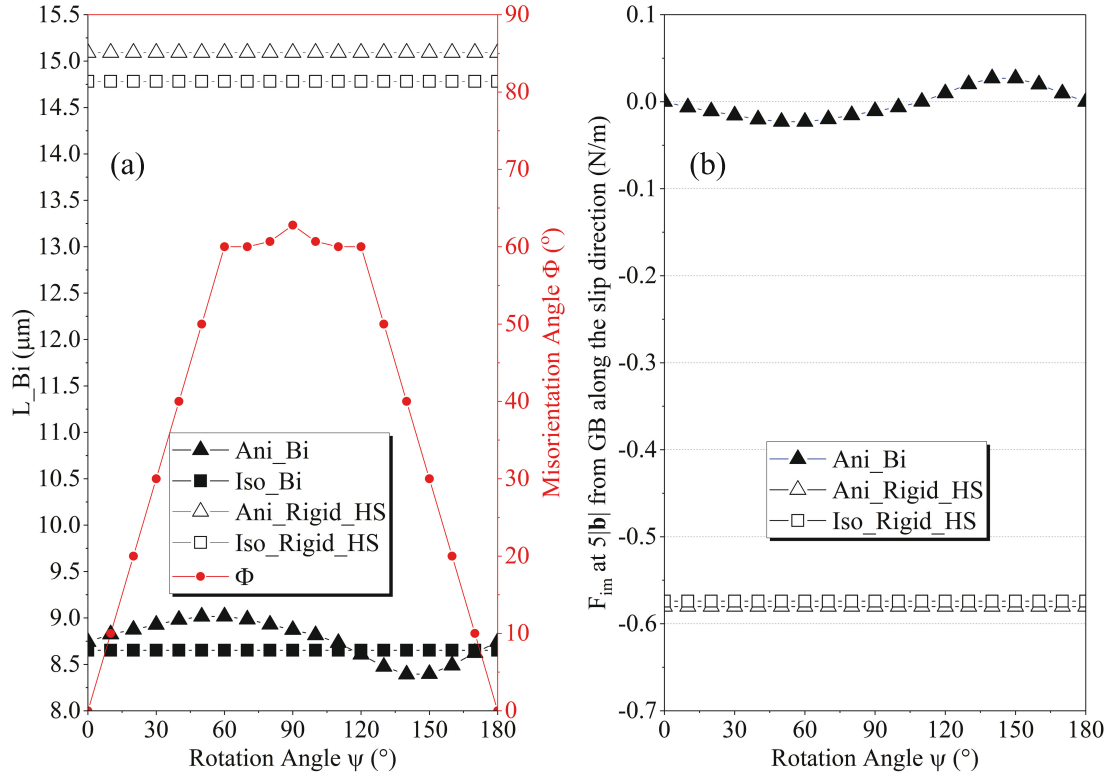 15.5
15.0
14.5
14.0
13.5
13.0
12.5
12.0
11.5
11.0
10.5
10.0
9.5
9.0
8.5
8.0
L_Bi (μm)
(a)
Ani_Bi
Iso_Bi
Ani_Rigid_HS
Iso_Rigid_HS
Φ
90
80
70
60
50
40
30
20
10
0
Misorientation Angle Φ (°)
0 30 60 90 120 150 180
Rotation Angle ψ (°)
0.1
0.0
-0.1
-0.2
-0.3
-0.4
-0.5
-0.6
-0.7
F_im at 5|b| from GB along the slip direction (N/m)
(b)
Ani_Bi
Ani_Rigid_HS
Iso_Rigid_HS
0 30 60 90 120 150 180
Rotation Angle ψ (°)